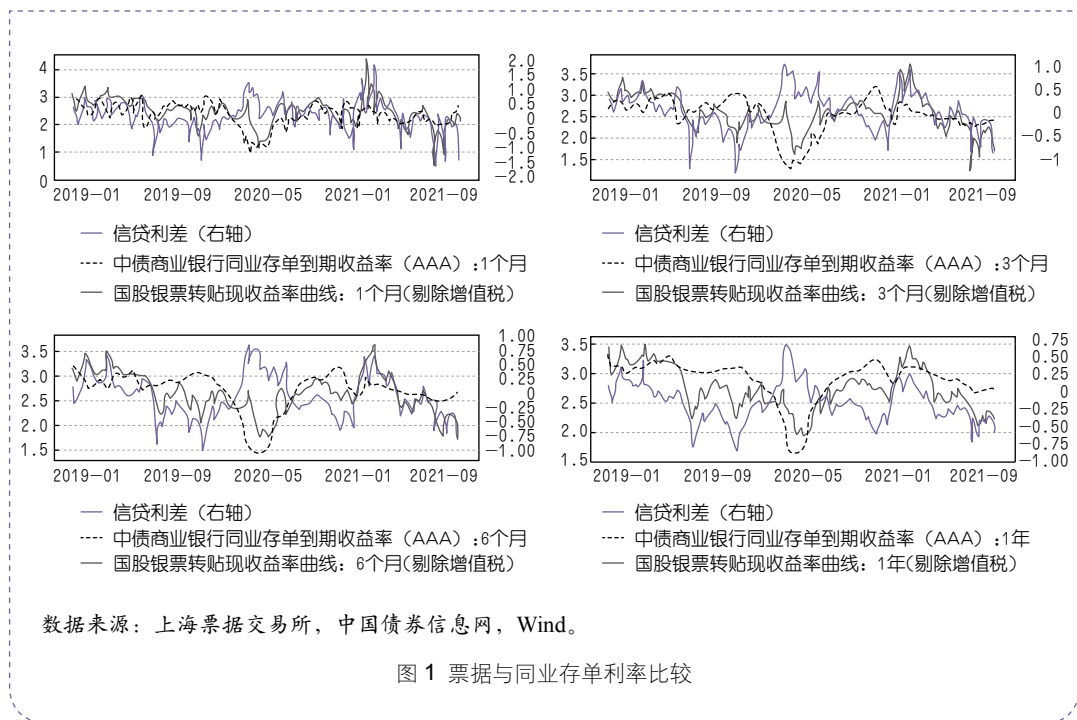 4
3
2
1
0
2.0
1.5
1.0
0.5
0
−0.5
−1.0
−1.5
−2.0
2019−01 2019−09 2020−05 2021−01 2021−09
信贷利差（右轴）
中债商业银行同业存单到期收益率（AAA）:1个月
国股银票转贴现收益率曲线：1个月(剔除增值税)
3.5
3.0
2.5
2.0
1.5
1.0
0.5
0
−0.5
−1
2019−01 2019−09 2020−05 2021−01 2021−09
信贷利差（右轴）
中债商业银行同业存单到期收益率（AAA）:3个月
国股银票转贴现收益率曲线：3个月(剔除增值税)
3.5
3.0
2.5
2.0
1.5
1.00
0.75
0.50
0.25
0
−0.25
−0.50
−0.75
−1.00
2019−01 2019−09 2020−05 2021−01 2021−09
信贷利差（右轴）
中债商业银行同业存单到期收益率（AAA）:6个月
国股银票转贴现收益率曲线：6个月(剔除增值税)
3.5
3.0
2.5
2.0
1.5
0.75
0.50
0.25
0
−0.25
−0.50
−0.75
−1.00
2019−01 2019−09 2020−05 2021−01 2021−09
信贷利差（右轴）
中债商业银行同业存单到期收益率（AAA）:1年
国股银票转贴现收益率曲线：1年(剔除增值税)
数据来源：上海票据交易所，中国债券信息网，Wind。
图 1 票据与同业存单利率比较